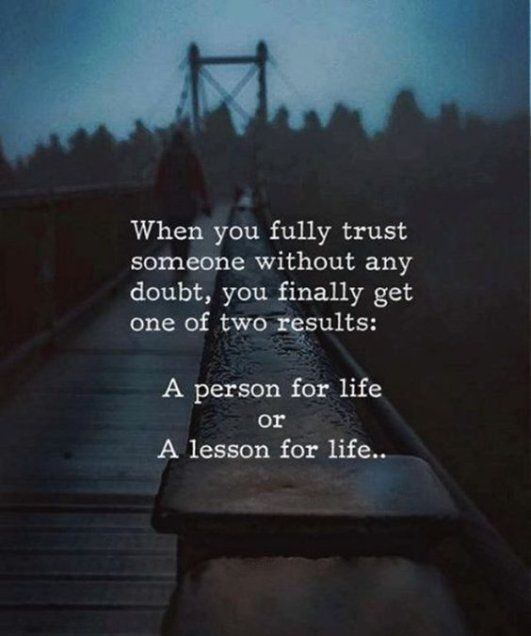 When you fully trust
someone without any
doubt, you finally get
one of two results:
A person for life
or
A lesson for life..